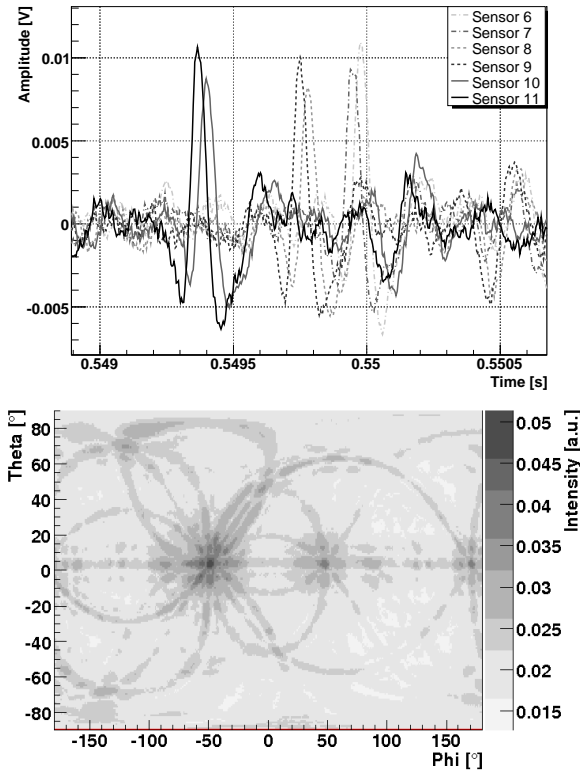 Amplitude [V]
0.01
0.005
0
-0.005
Sensor 6
Sensor 7
Sensor 8
Sensor 9
Sensor 10
Sensor 11
0.549 0.5495 0.55 0.5505
Time [s]
Theta [°]
80
60
40
20
0
-20
-40
-60
-80
-150 -100 -50 0 50 100 150
Phi [°]
0.05
0.045
0.04
0.035
0.03
0.025
0.02
0.015
Intensity [a.u.]